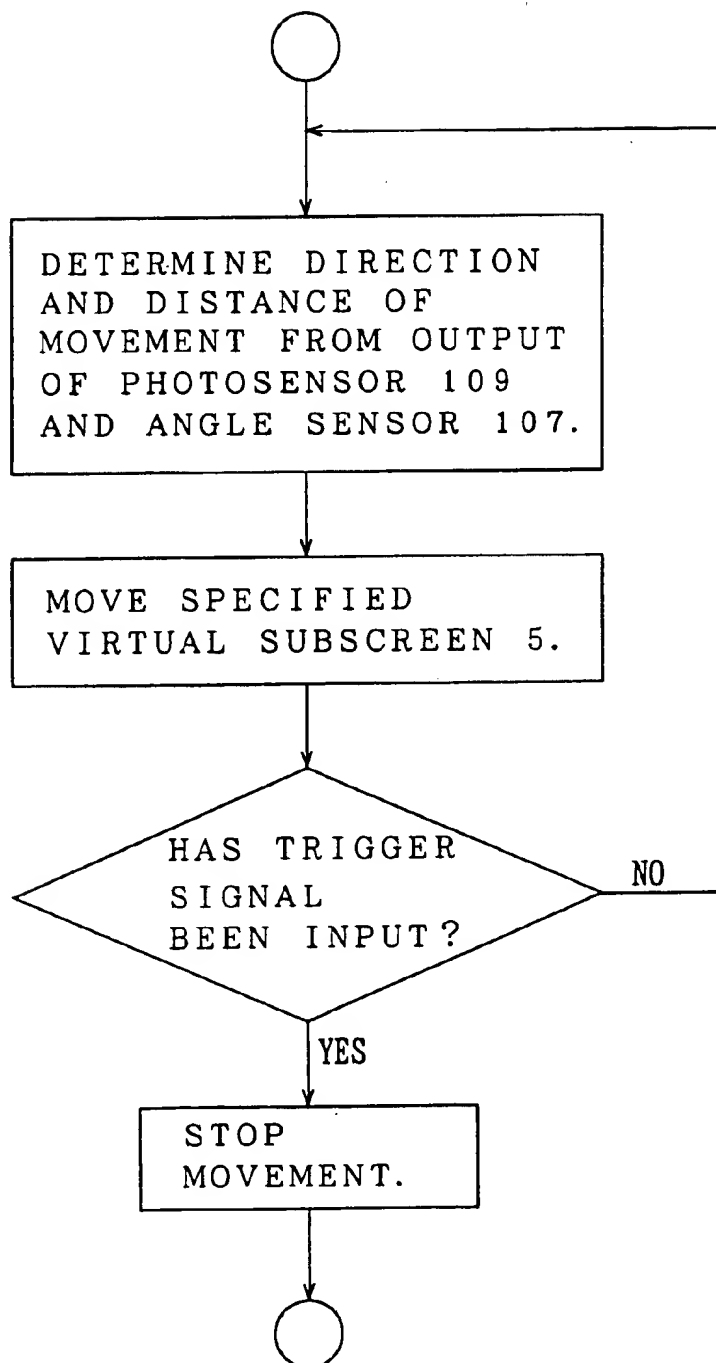 DETERMINE DIRECTION
AND DISTANCE OF
MOVEMENT FROM OUTPUT
OF PHOTOSENSOR 109
AND ANGLE SENSOR 107.
MOVE SPECIFIED
VIRTUAL SUBSCREEN 5.
HAS TRIGGER
SIGNAL
BEEN INPUT?
NO
YES
STOP
MOVEMENT.